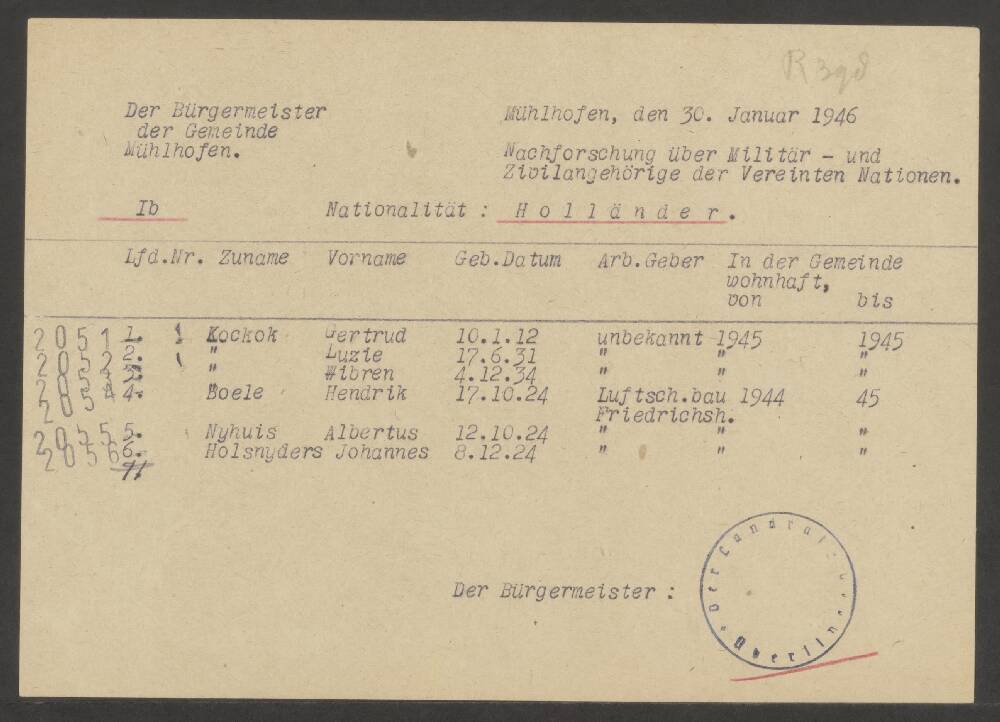 R398
Der Bürgermeister
der Gemeinde
Mühlhofen.
Mühlhofen, den 30. Januar 1946
Nachforschung über Militär - und
Zivilangehörige der Vereinten Nationen.
Ib Nationalität : H o l l ä n d e r .
Lfd.Nr. Zuname Vorname Geb.Datum Arb.Geber In der Gemeinde
wohnhaft,
von bis
2051 1. Kockok Gertrud 10.1.12 unbekannt 1945 1945
2052 2. " Luzie 17.6.31 " " "
3. " Wibren 4.12.34 " " "
2054 4. Boele Hendrik 17.10.24 Luftsch.bau 1944 45
Friedrichsh.
2055 5. Nyhuis Albertus 12.10.24 " " "
2056 6. Holsnyders Johannes 8.12.24 " " "
Der Bürgermeister :
Der Landrat